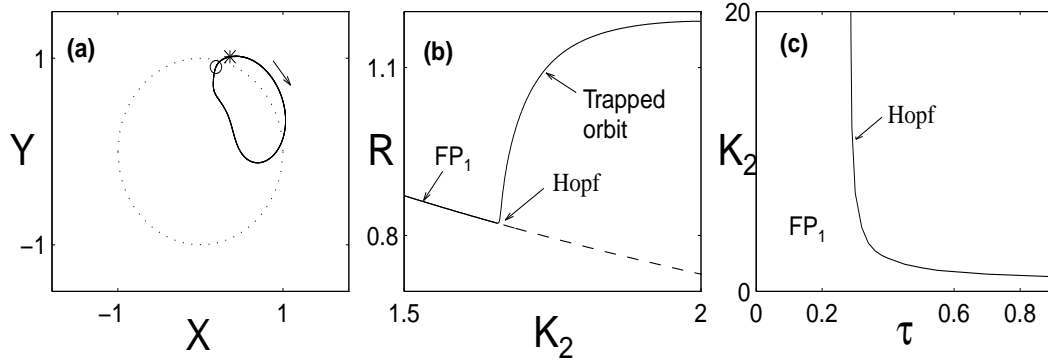 (a)
1
Y
−1
−1
1
X
(b)
1.1
Trapped
orbit
R
FP1
Hopf
0.8
1.5
2
K2
(c)
20
K2
Hopf
FP1
0
0
0.2
0.6
0.8
τ